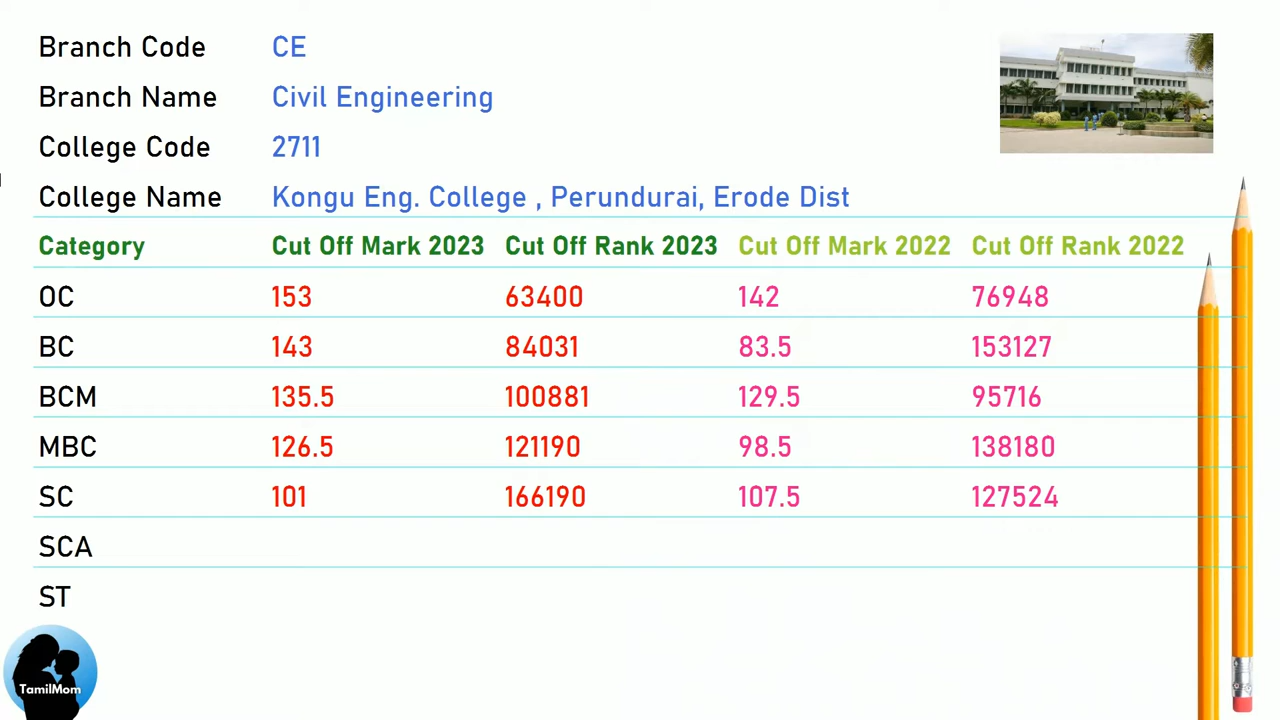 Branch Code CE
Branch Name Civil Engineering
College Code 2711
College Name Kongu Eng. College , Perundurai, Erode Dist
Category Cut Off Mark 2023 Cut Off Rank 2023 Cut Off Mark 2022 Cut Off Rank 2022
OC 153 63400 142 76948
BC 143 84031 83.5 153127
BCM 135.5 100881 129.5 95716
MBC 126.5 121190 98.5 138180
SC 101 166190 107.5 127524
SCA
ST
TamilMom